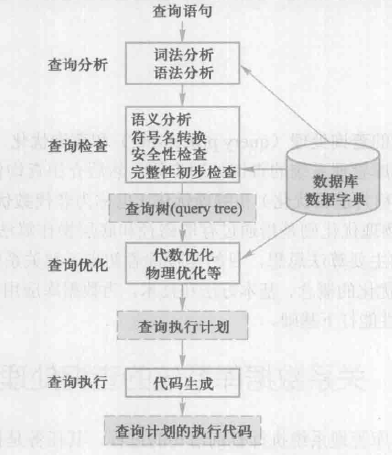 查询语句
查询分析
词法分析
语法分析
查询检查
语义分析
符号名转换
安全性检查
完整性初步检查
数据库
数据字典
查询树(query tree)
查询优化
代数优化
物理优化等
查询执行计划
查询执行
代码生成
查询计划的执行代码